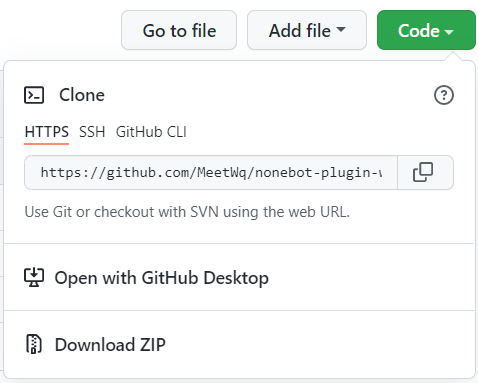 Go to file Add file Code
Clone
HTTPS SSH GitHub CLI
https://github.com/MeetWq/nonebot-plugin-
Use Git or checkout with SVN using the web URL.
Open with GitHub Desktop
Download ZIP